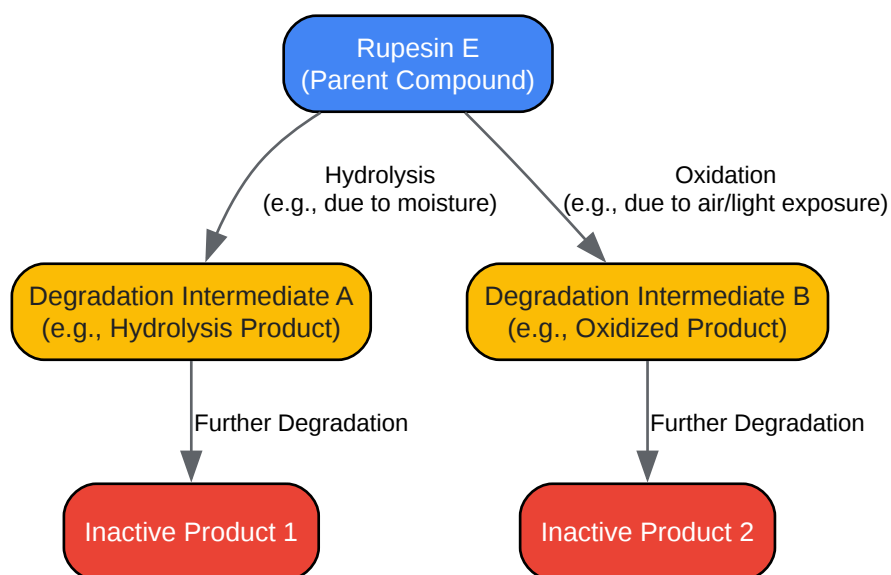 Rupesin E
(Parent Compound)
Hydrolysis
(e.g., due to moisture)
Oxidation
(e.g., due to air/light exposure)
Degradation Intermediate A
(e.g., Hydrolysis Product)
Degradation Intermediate B
(e.g., Oxidized Product)
Further Degradation
Further Degradation
Inactive Product 1
Inactive Product 2